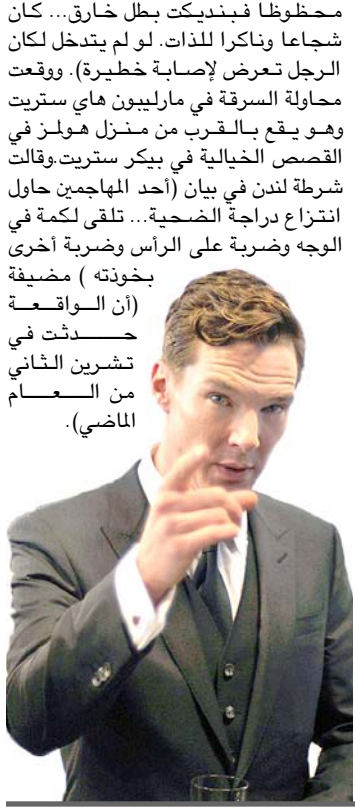 محظوظا فبنديكت بطل خارق... كان
شجاعا وناكرا للذات. لو لم يتدخل لكان
الرجل تعرض لإصابة خطيرة). ووقعت
محاولة السرقة في مارليبون هاي ستريت
وهو يقع بالقرب من منزل هولمز في
القصص الخيالية في بيكر ستريت.وقالت
شرطة لندن في بيان (أحد المهاجمين حاول
انتزاع دراجة الضحية... تلقى لكمة في
الوجه وضربة على الرأس وضربة أخرى
بخوذته ) مضيفة
(أن الواقعة
حدثت في
تشرين الثاني
من العام
الماضي).